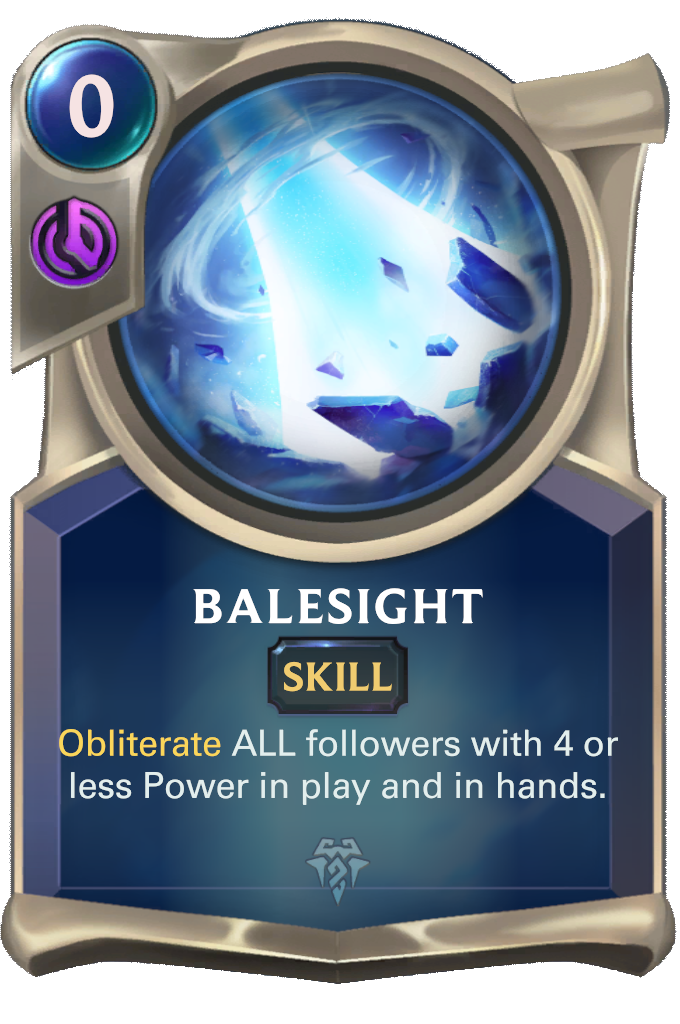 0
BALESIGHT
SKILL
Obliterate ALL followers with 4 or
less Power in play and in hands.